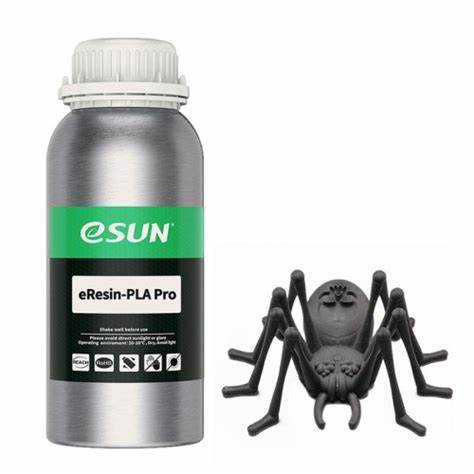 eSUN®
eResin-PLA Pro
Shake well before use
Please avoid direct sunlight or glare
REACH
RoHS